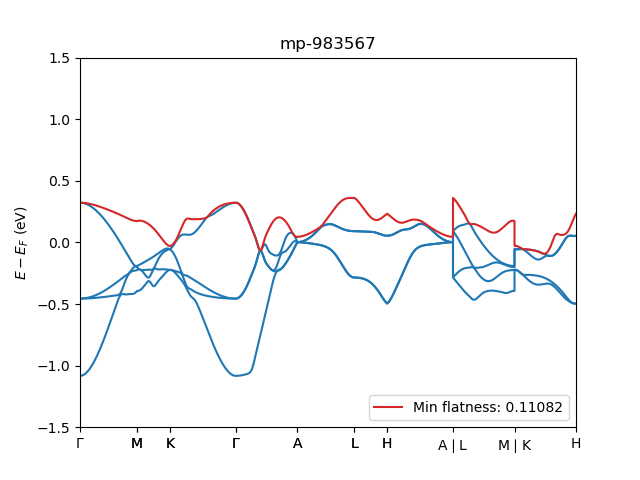 mp-983567
1.5
1.0
0.5
0.0
−0.5
−1.0
−1.5
E − E_F (eV)
Γ M K Γ A L H A | L M | K H
Min flatness: 0.11082